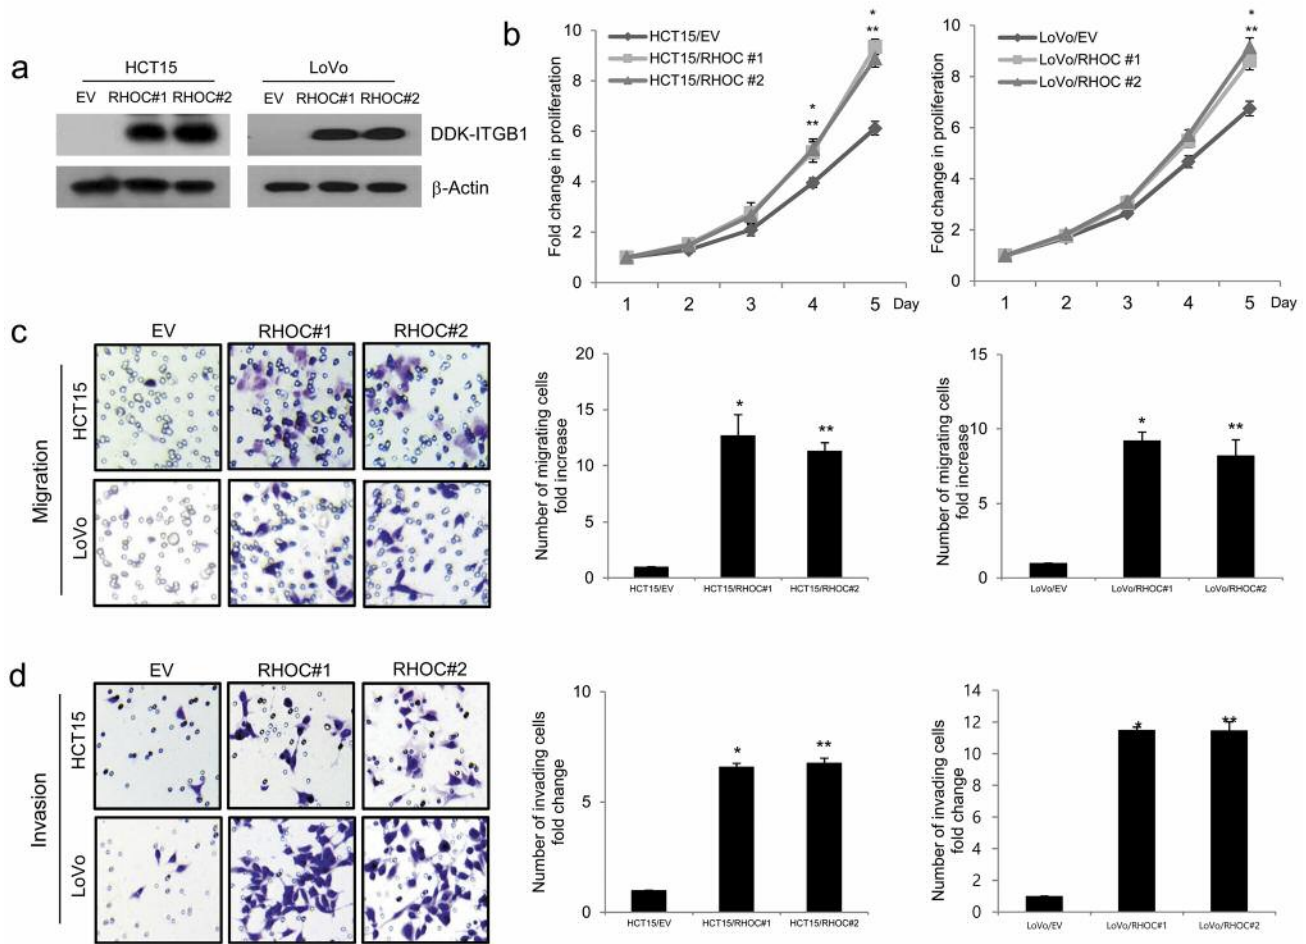 a
HCT15
LoVo
EV RHOC#1 RHOC#2
EV RHOC#1 RHOC#2
DDK-ITGB1
β-Actin
b
Fold change in proliferation
10
8
6
4
2
0
HCT15/EV
HCT15/RHOC #1
HCT15/RHOC #2
*
**
*
**
1 2 3 4 5 Day
Fold change in proliferation
10
8
6
4
2
0
LoVo/EV
LoVo/RHOC #1
LoVo/RHOC #2
*
**
1 2 3 4 5 Day
c
EV RHOC#1 RHOC#2
Migration
HCT15
LoVo
Number of migrating cells
fold increase
20
15
10
5
0
*
**
HCT15/EV HCT15/RHOC#1 HCT15/RHOC#2
Number of migrating cells
fold increase
15
10
5
0
*
**
LoVo/EV LoVo/RHOC#1 LoVo/RHOC#2
d
EV RHOC#1 RHOC#2
Invasion
HCT15
LoVo
Number of invading cells
fold change
10
5
0
*
**
HCT15/EV HCT15/RHOC#1 HCT15/RHOC#2
Number of invading cells
fold change
14
12
10
8
6
4
2
0
*
**
LoVo/EV LoVo/RHOC#1 LoVo/RHOC#2